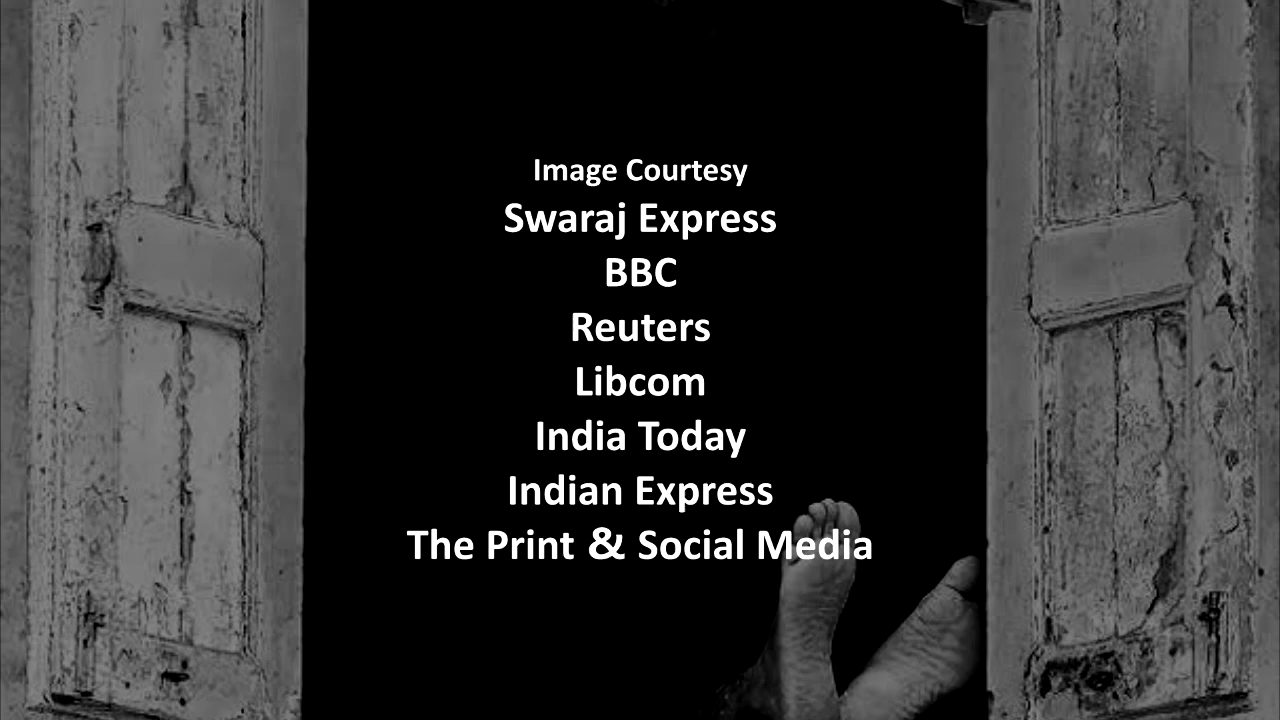 Image Courtesy
Swaraj Express
BBC
Reuters
Libcom
India Today
Indian Express
The Print & Social Media